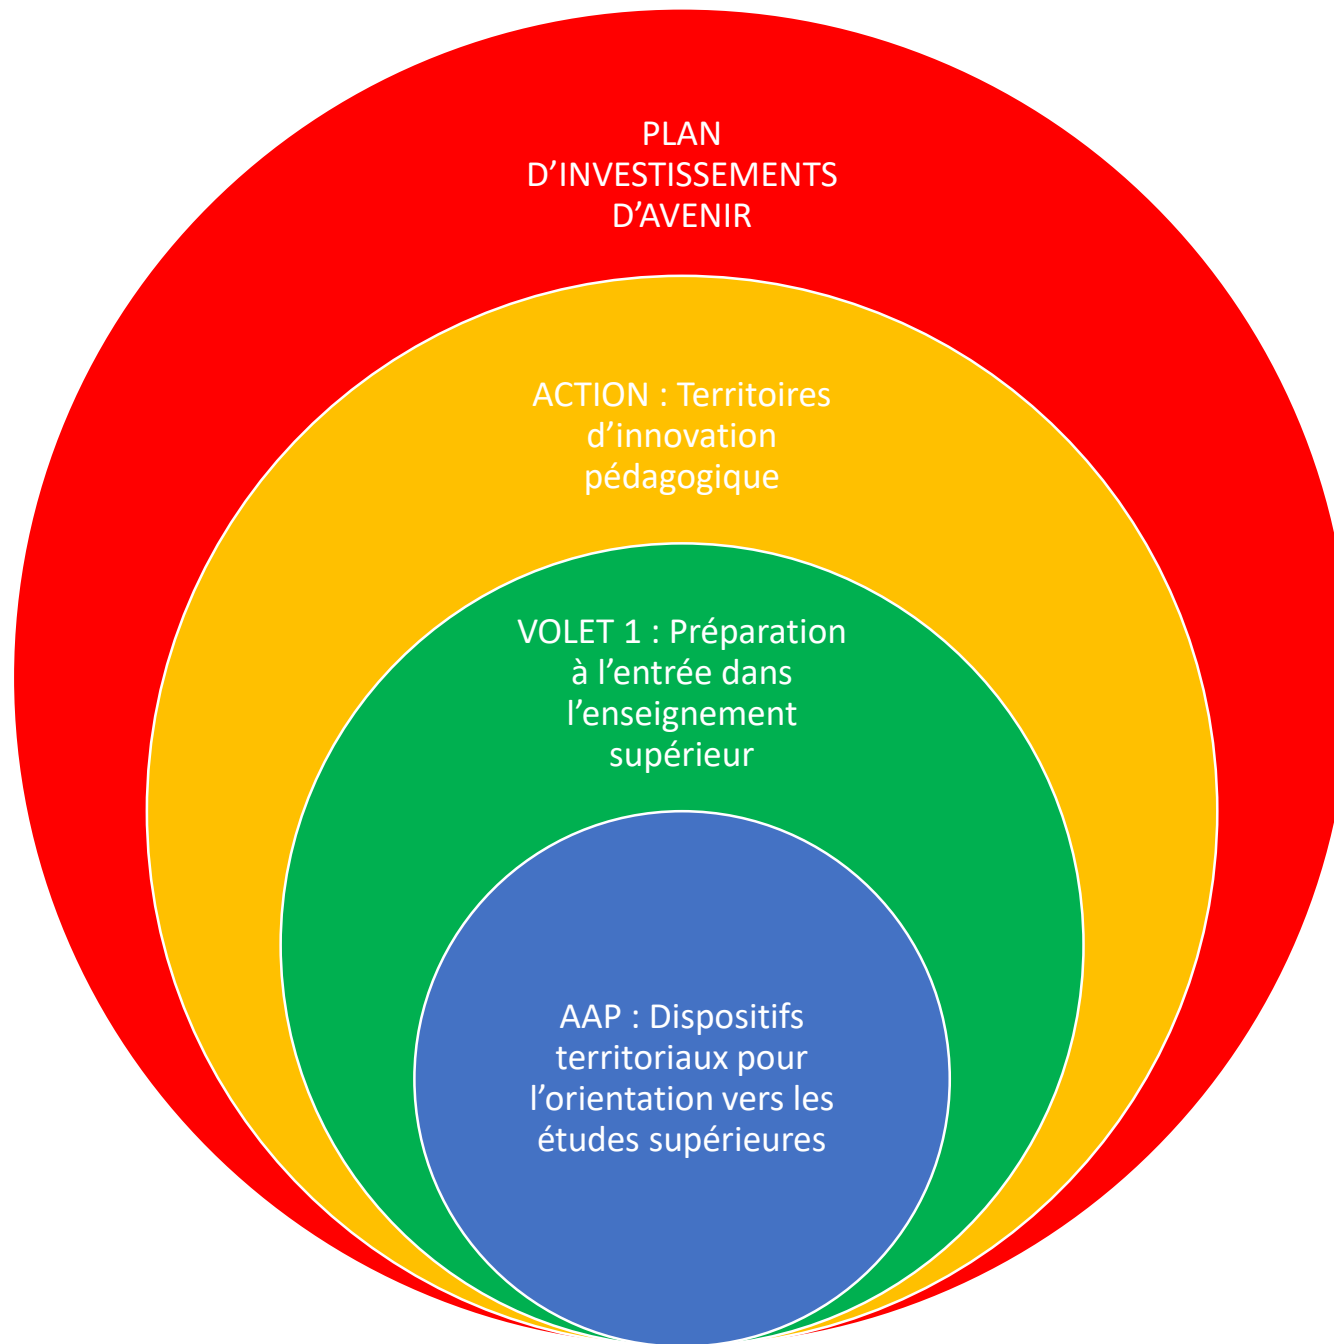 PLAN
D’INVESTISSEMENTS
D’AVENIR
ACTION : Territoires
d’innovation
pédagogique
VOLET 1 : Préparation
à l’entrée dans
l’enseignement
supérieur
AAP : Dispositifs
territoriaux pour
l’orientation vers les
études supérieures